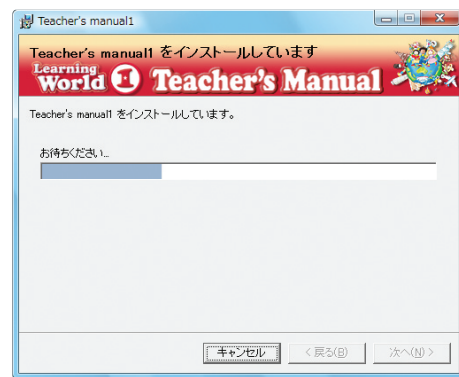 Teacher's manual1
Teacher's manual1 をインストールしています
Learning
World 1 Teacher's Manual
Teacher's manual1 をインストールしています。
お待ちください...
キャンセル
< 戻る(B)
次へ(N) >